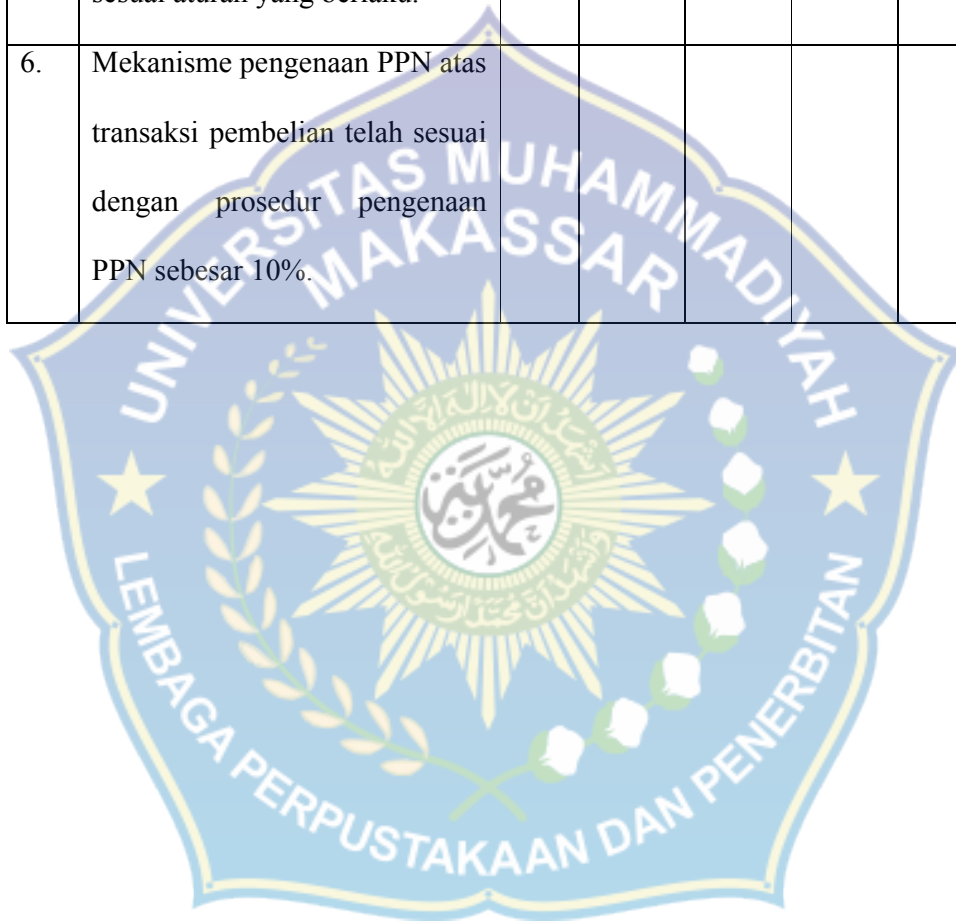 sesuai aturan yang berlaku.
6. Mekanisme pengenaan PPN atas
transaksi pembelian telah sesuai
dengan prosedur pengenaan
PPN sebesar 10%.
UNIVERSITAS MUHAMMADIYAH
MAKASSAR
محمد
LEMBAGA PERPUSTAKAAN DAN PENERBITAN